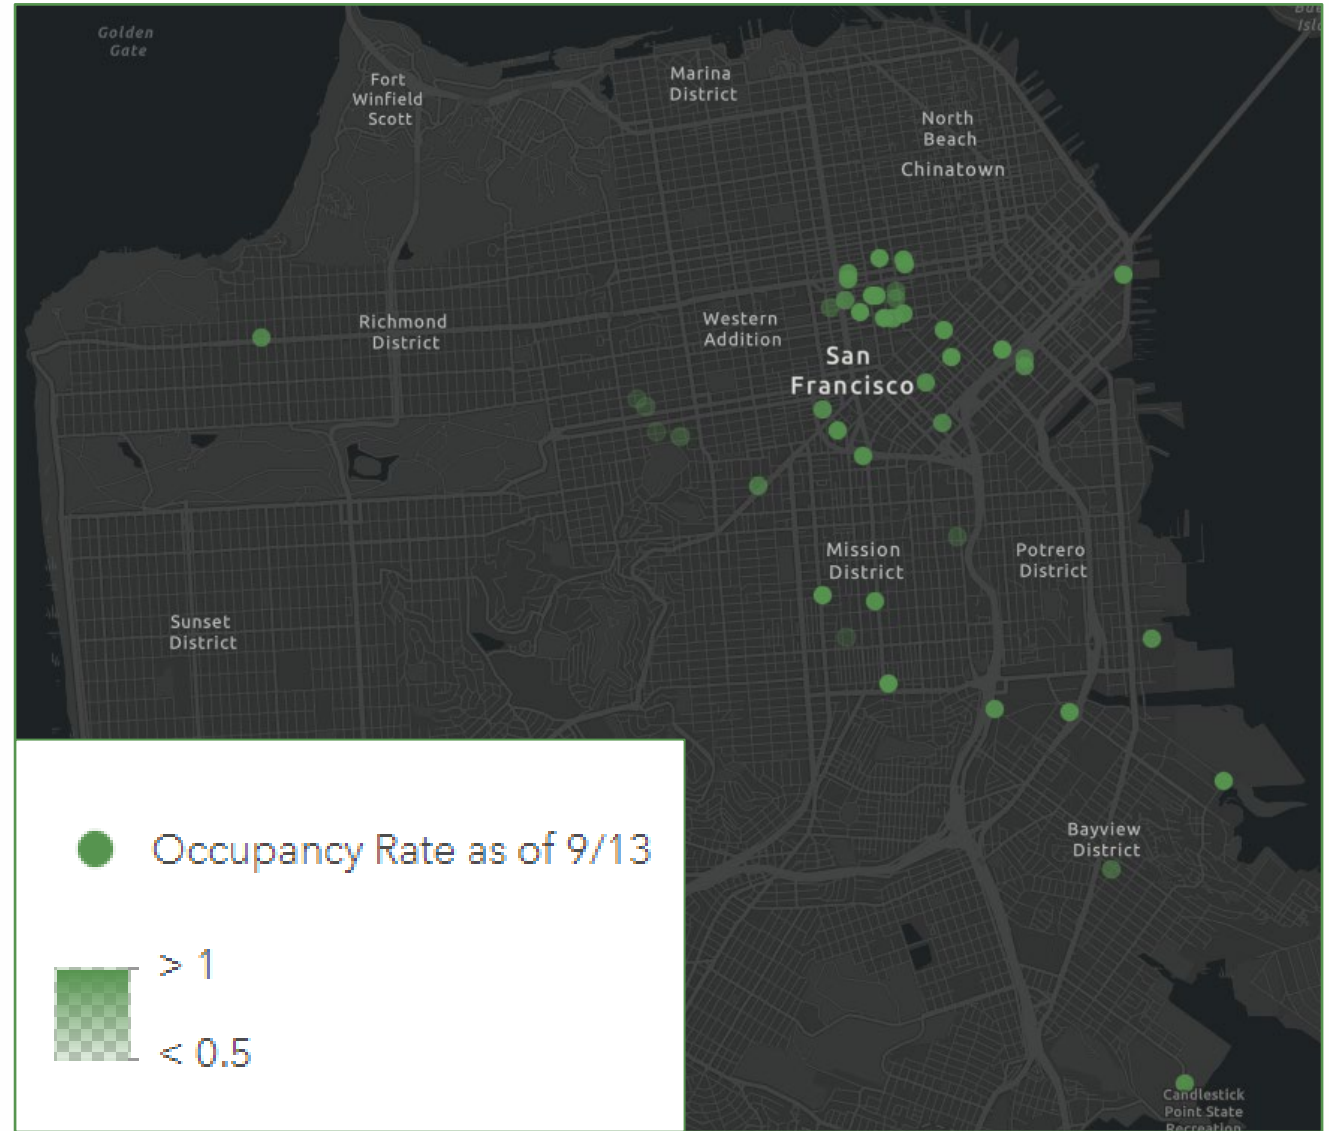 Golden
Gate
Fort
Winfield
Scott
Marina
District
North
Beach
Chinatown
Richmond
District
Western
Addition
San
Francisco
Mission
District
Potrero
District
Sunset
District
Bayview
District
Candlestick
Point State
Recreation
Occupancy Rate as of 9/13
> 1
< 0.5